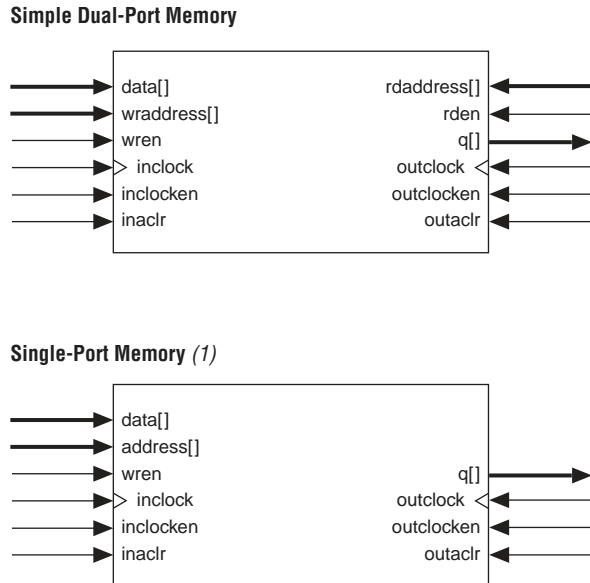 Simple Dual-Port Memory
data[] rdaddress[]
wraddress[] rden
wren q[]
inclock outclock
inclocken outclocken
inaclr outaclr
Single-Port Memory (1)
data[]
address[]
wren q[]
inclock outclock
inclocken outclocken
inaclr outaclr